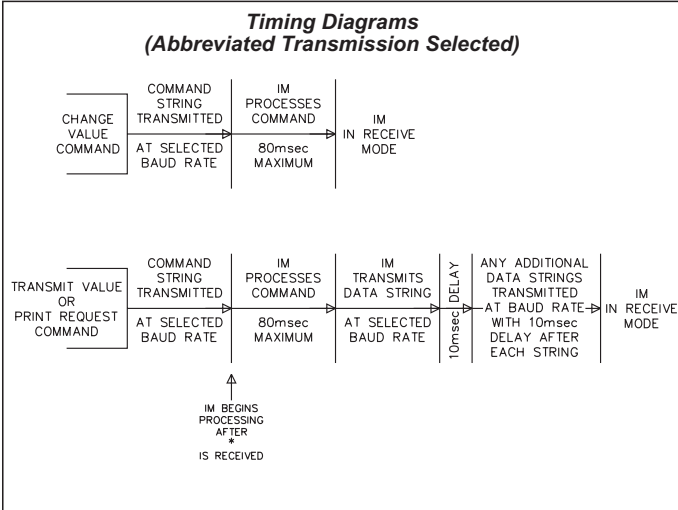 Timing Diagrams
(Abbreviated Transmission Selected)
CHANGE
VALUE
COMMAND
COMMAND
STRING
TRANSMITTED
AT SELECTED
BAUD RATE
IM
PROCESSES
COMMAND
80msec
MAXIMUM
IM
IN RECEIVE
MODE
TRANSMIT VALUE
OR
PRINT REQUEST
COMMAND
COMMAND
STRING
TRANSMITTED
AT SELECTED
BAUD RATE
IM
PROCESSES
COMMAND
80msec
MAXIMUM
IM
TRANSMITS
DATA STRING
AT SELECTED
BAUD RATE
10msec DELAY
ANY ADDITIONAL
DATA STRINGS
TRANSMITTED
AT BAUD RATE
WITH 10msec
DELAY AFTER
EACH STRING
IM
IN RECEIVE
MODE
IM BEGINS
PROCESSING
AFTER
*
IS RECEIVED